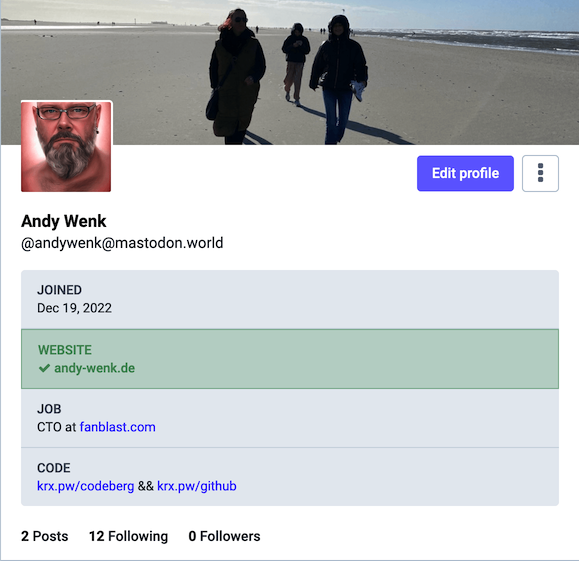 Edit profile
Andy Wenk
@andywenk@mastodon.world
JOINED
Dec 19, 2022
WEBSITE
andy-wenk.de
JOB
CTO at fanblast.com
CODE
krx.pw/codeberg && krx.pw/github
2 Posts 12 Following 0 Followers